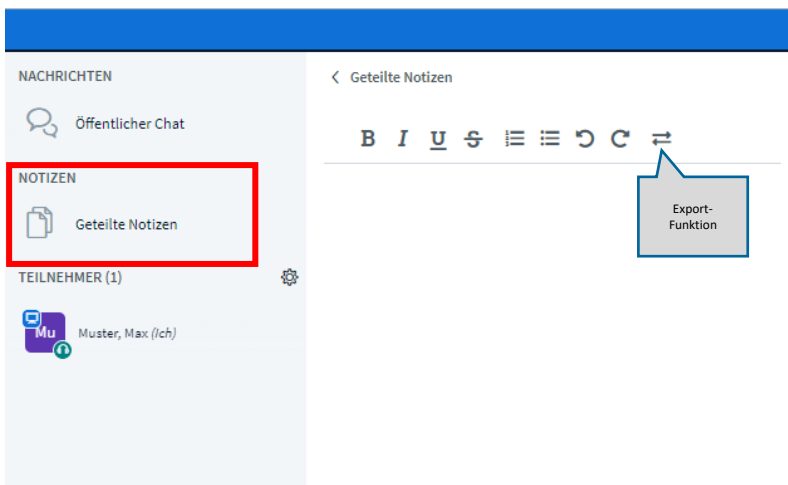 NACHRICHTEN
Öffentlicher Chat
NOTIZEN
Geteilte Notizen
TEILNEHMER (1)
Mu
Muster, Max (Ich)
Geteilte Notizen
B I U S
Export-
Funktion